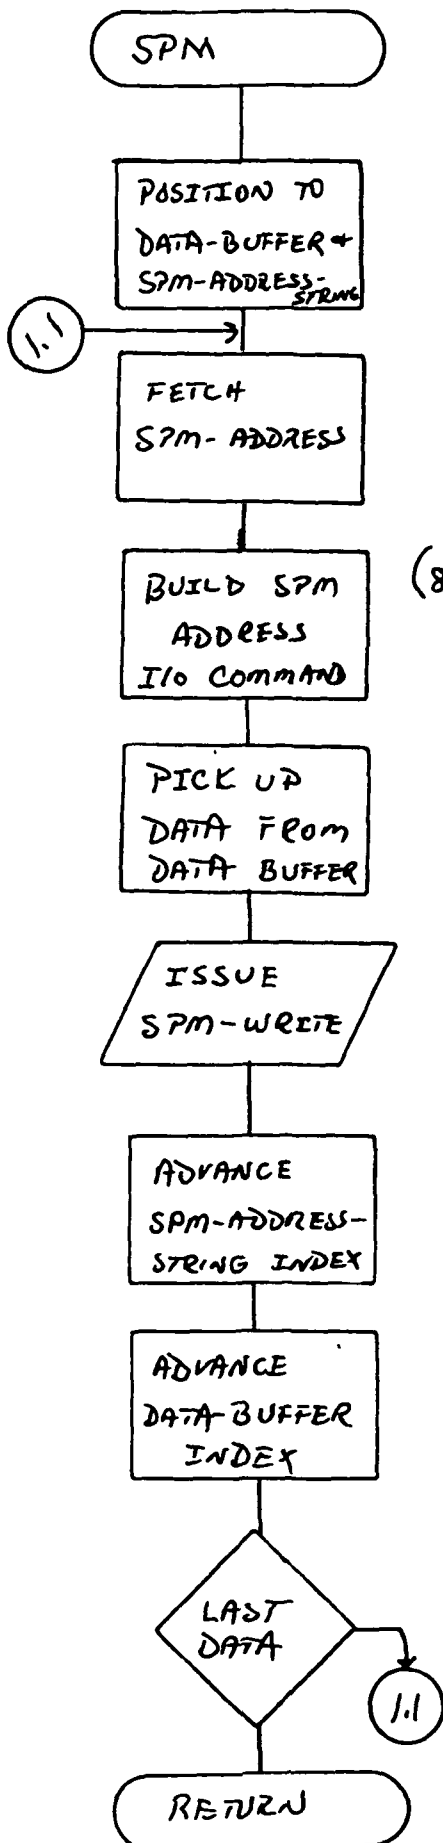 SPM
POSITION TO
DATA-BUFFER +
SPM-ADDRESS-
STRING
1.1
FETCH
SPM-ADDRESS
BUILD SPM
ADDRESS
I/O COMMAND
(8
PICK UP
DATA FROM
DATA BUFFER
ISSUE
SPM-WRITE
ADVANCE
SPM-ADDRESS-
STRING INDEX
ADVANCE
DATA-BUFFER
INDEX
LAST
DATA
1.1
RETURN